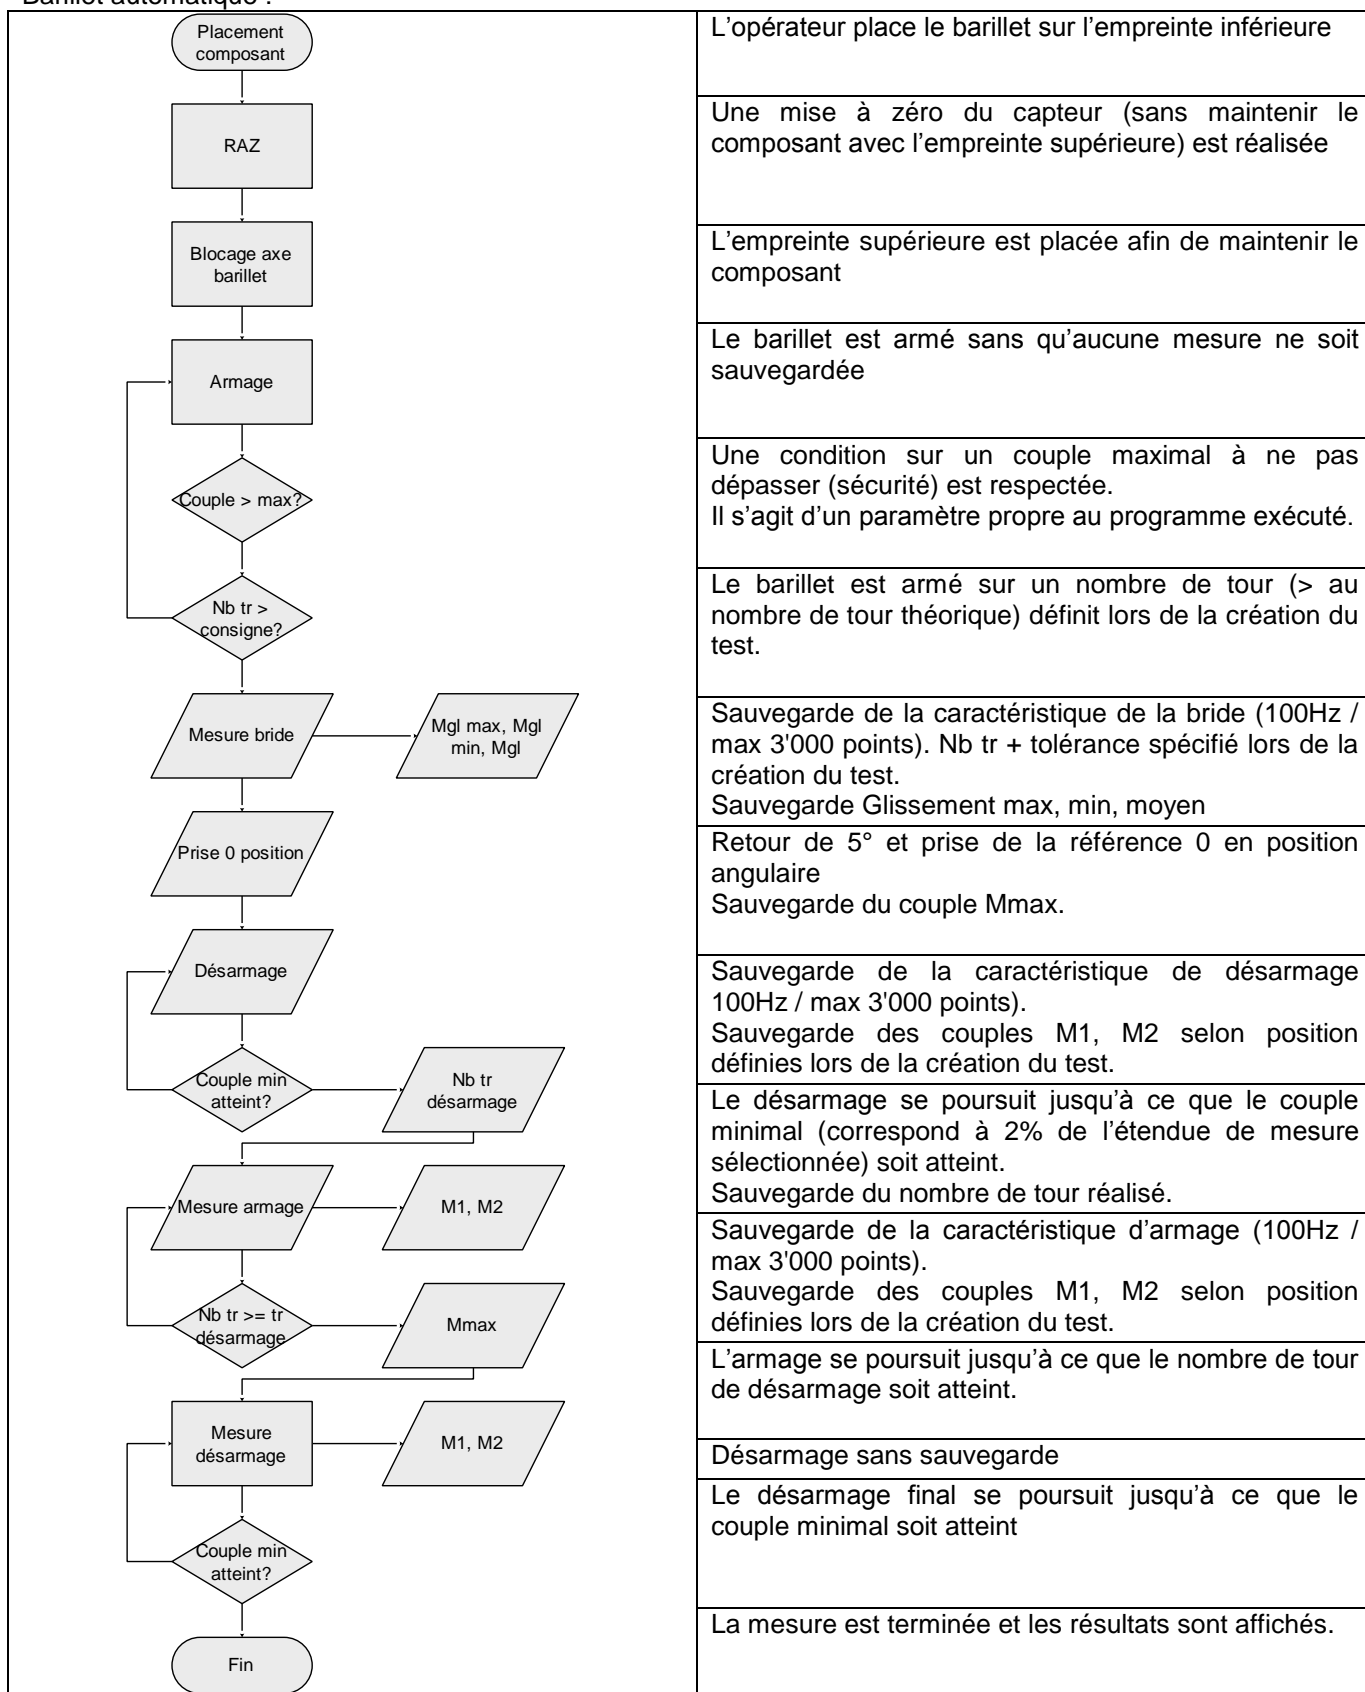 Barillet automatique :
Placement
composant
L'opérateur place le barillet sur l'empreinte inférieure
RAZ
Une mise à zéro du capteur (sans maintenir le
composant avec l'empreinte supérieure) est réalisée
Blocage axe
barillet
L'empreinte supérieure est placée afin de maintenir le
composant
Armage
Le barillet est armé sans qu'aucune mesure ne soit
sauvegardée
Couple > max?
Une condition sur un couple maximal à ne pas
dépasser (sécurité) est respectée.
Il s'agit d'un paramètre propre au programme exécuté.
Nb tr >
consigne?
Le barillet est armé sur un nombre de tour (> au
nombre de tour théorique) définit lors de la création du
test.
Mesure bride
Mgl max, Mgl
min, Mgl
Sauvegarde de la caractéristique de la bride (100Hz /
max 3'000 points). Nb tr + tolérance spécifié lors de la
création du test.
Sauvegarde Glissement max, min, moyen
Prise 0 position
Retour de 5° et prise de la référence 0 en position
angulaire
Sauvegarde du couple Mmax.
Désarmage
Sauvegarde de la caractéristique de désarmage
100Hz / max 3'000 points).
Sauvegarde des couples M1, M2 selon position
définies lors de la création du test.
Couple min
atteint?
Nb tr
désarmage
Le désarmage se poursuit jusqu'à ce que le couple
minimal (correspond à 2% de l'étendue de mesure
sélectionnée) soit atteint.
Sauvegarde du nombre de tour réalisé.
Mesure armage
M1, M2
Sauvegarde de la caractéristique d'armage (100Hz /
max 3'000 points).
Sauvegarde des couples M1, M2 selon position
définies lors de la création du test.
Nb tr >= tr
désarmage
Mmax
L'armage se poursuit jusqu'à ce que le nombre de tour
de désarmage soit atteint.
Mesure
désarmage
M1, M2
Désarmage sans sauvegarde
Couple min
atteint?
Le désarmage final se poursuit jusqu'à ce que le
couple minimal soit atteint
Fin
La mesure est terminée et les résultats sont affichés.